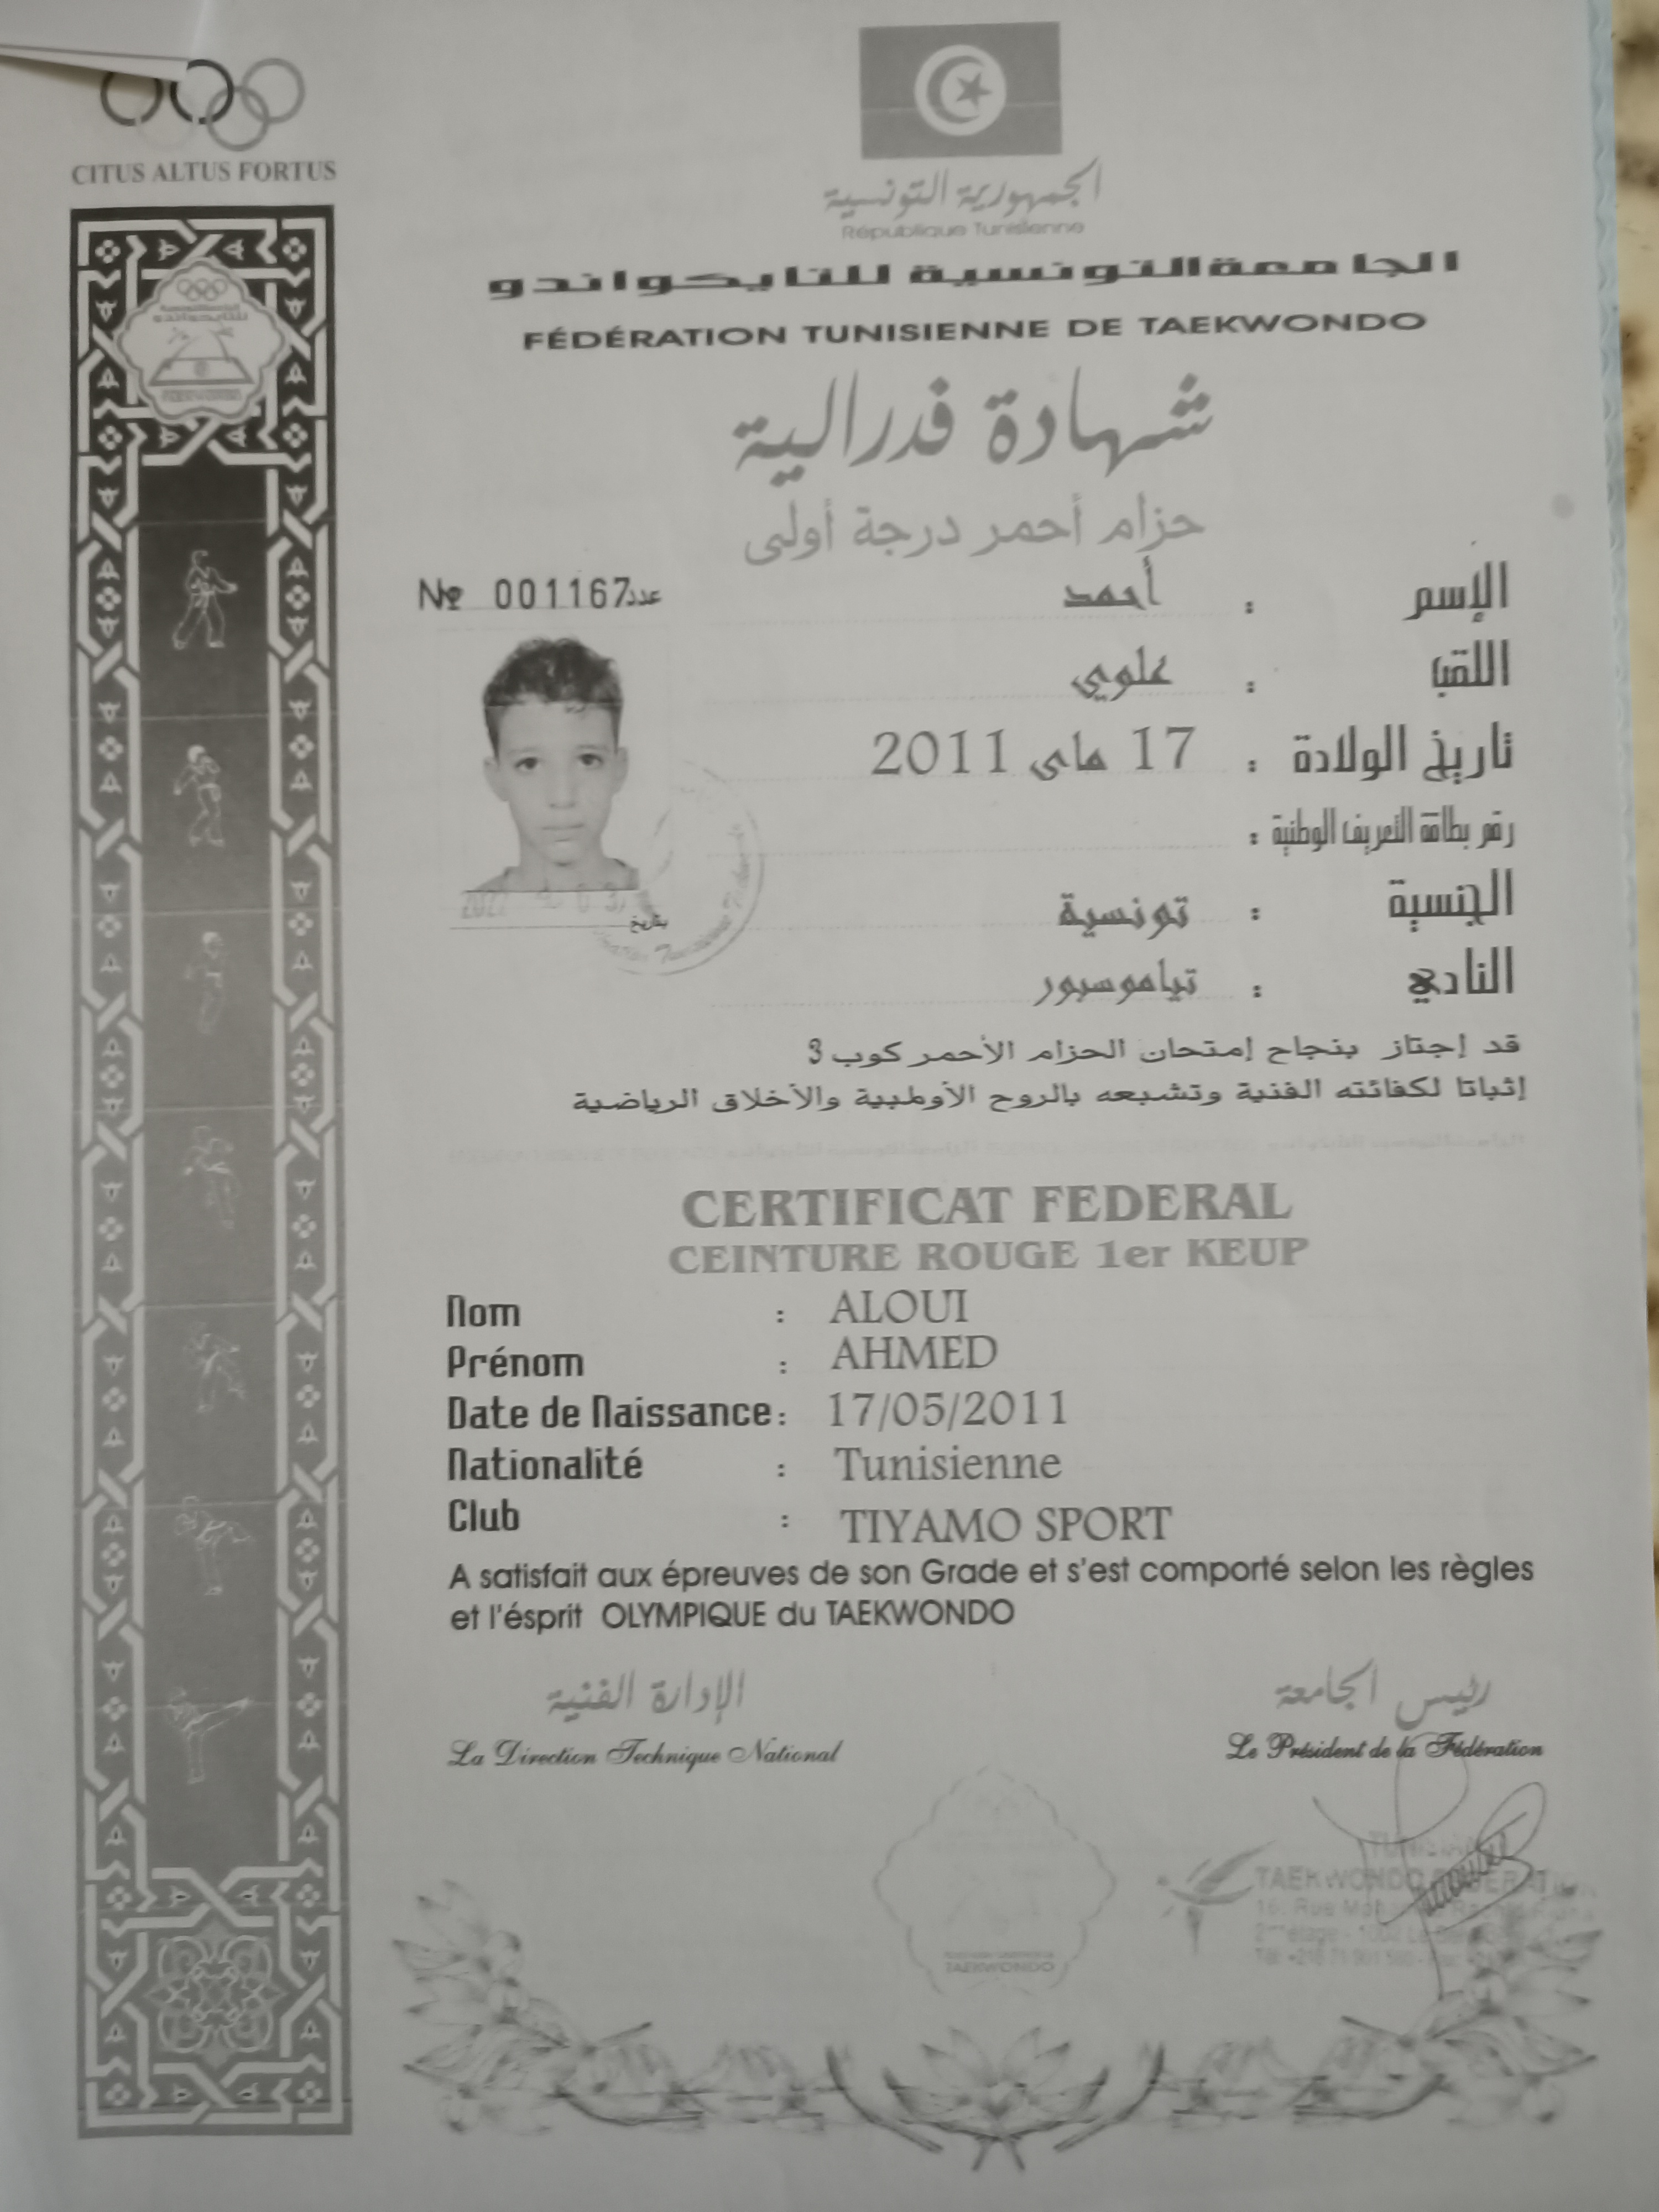 CITUS ALTUS FORTUS
الجمهورية التونسية
République Tunisienne
الجامعة التونسية للتايكواندو
FÉDÉRATION TUNISIENNE DE TAEKWONDO
شهادة فدرالية
حزام أحمر درجة أولى
№ 001167 عدد
الإسم : أحمد
اللقب : علوي
تاريخ الولادة : 17 ماي 2011
رقم بطاقة التعريف الوطنية :
الجنسية : تونسية
النادي : تياموسبور
بتاريخ
قد إجتاز بنجاح إمتحان الحزام الأحمر كوب 3
إثباتا لكفائته الفنية وتشبعه بالروح الأولمبية والأخلاق الرياضية
CERTIFICAT FEDERAL
CEINTURE ROUGE 1er KEUP
Nom : ALOUI
Prénom : AHMED
Date de Naissance : 17/05/2011
Nationalité : Tunisienne
Club : TIYAMO SPORT
A satisfait aux épreuves de son Grade et s'est comporté selon les règles
et l'ésprit OLYMPIQUE du TAEKWONDO
الإدارة الفنية
La Direction Technique National
رئيس الجامعة
Le Président de la Fédération
TAEKWONDO
TAEKWONDO